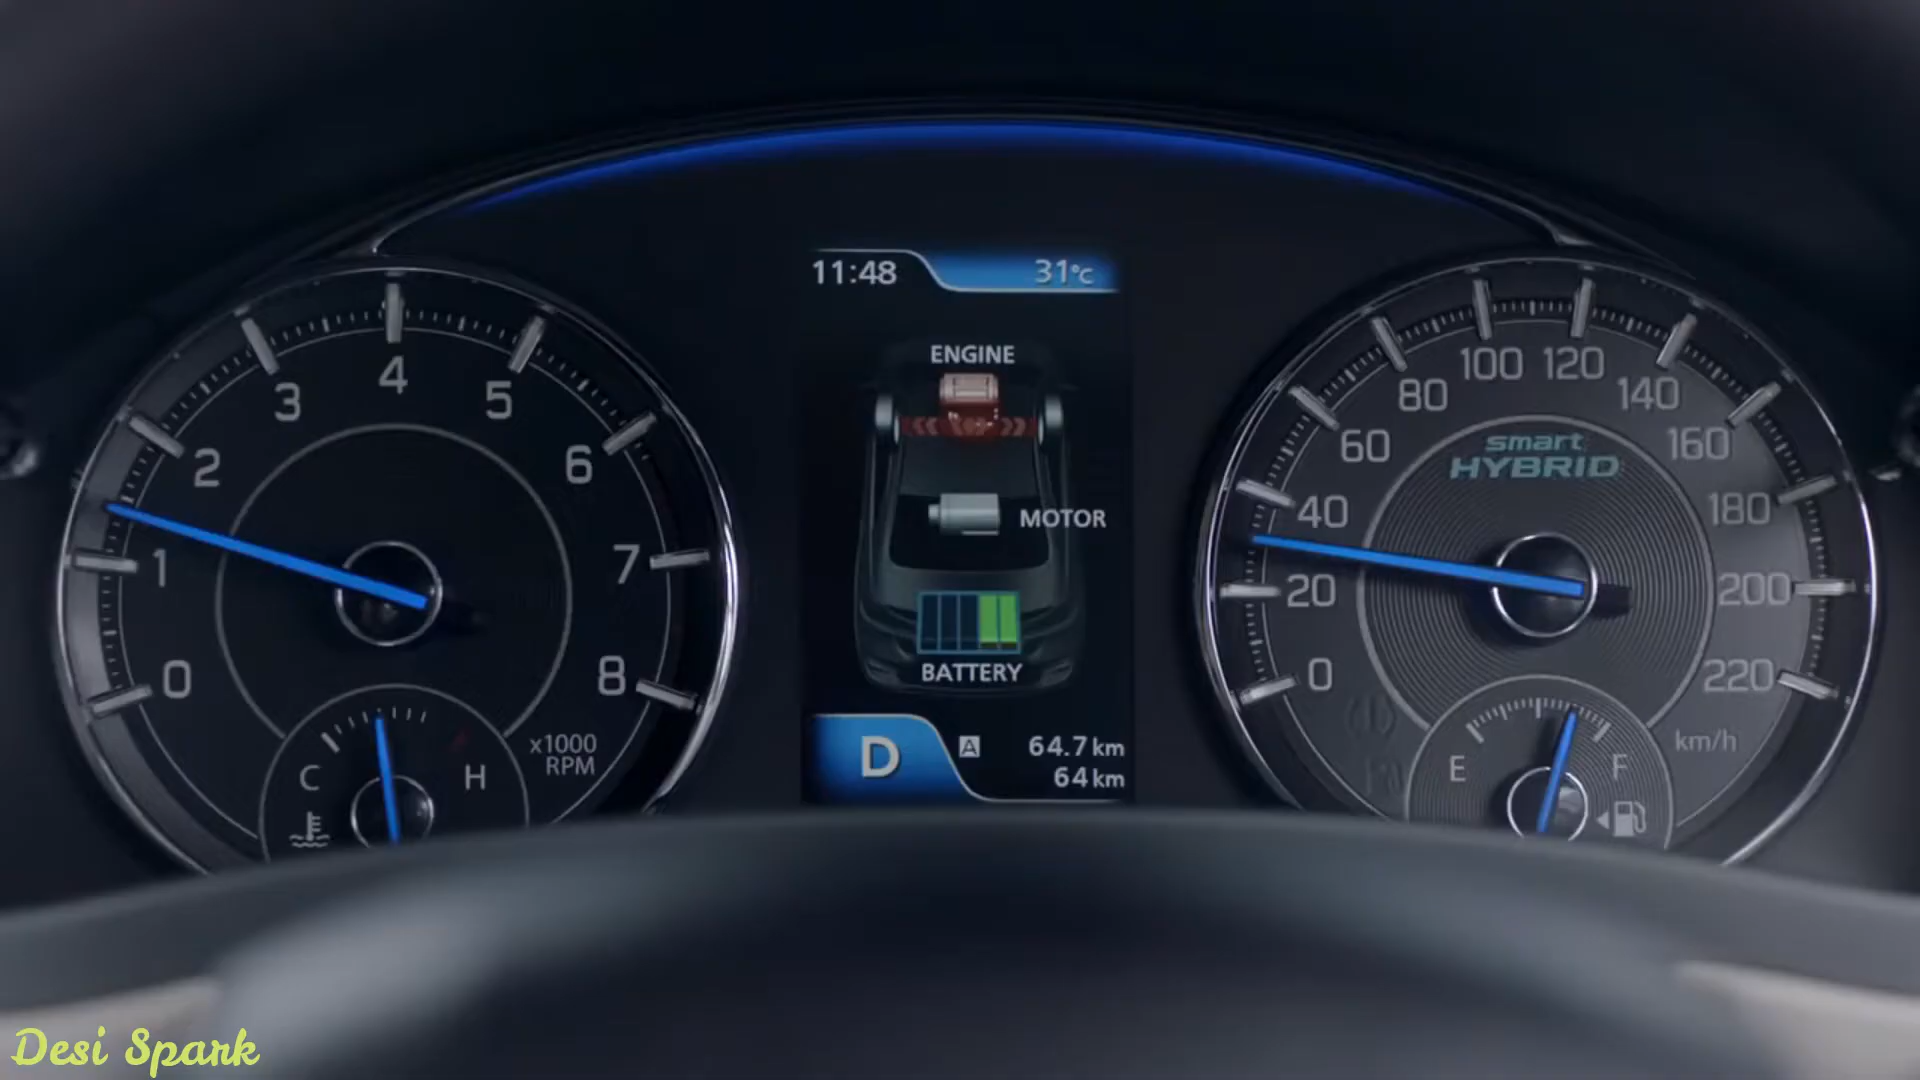 11:48
31°C
ENGINE
MOTOR
BATTERY
D
A
64.7 km
64 km
0
1
2
3
4
5
6
7
8
x1000
RPM
C
H
smart
HYBRID
0
20
40
60
80
100
120
140
160
180
200
220
km/h
E
F
Desi Spark